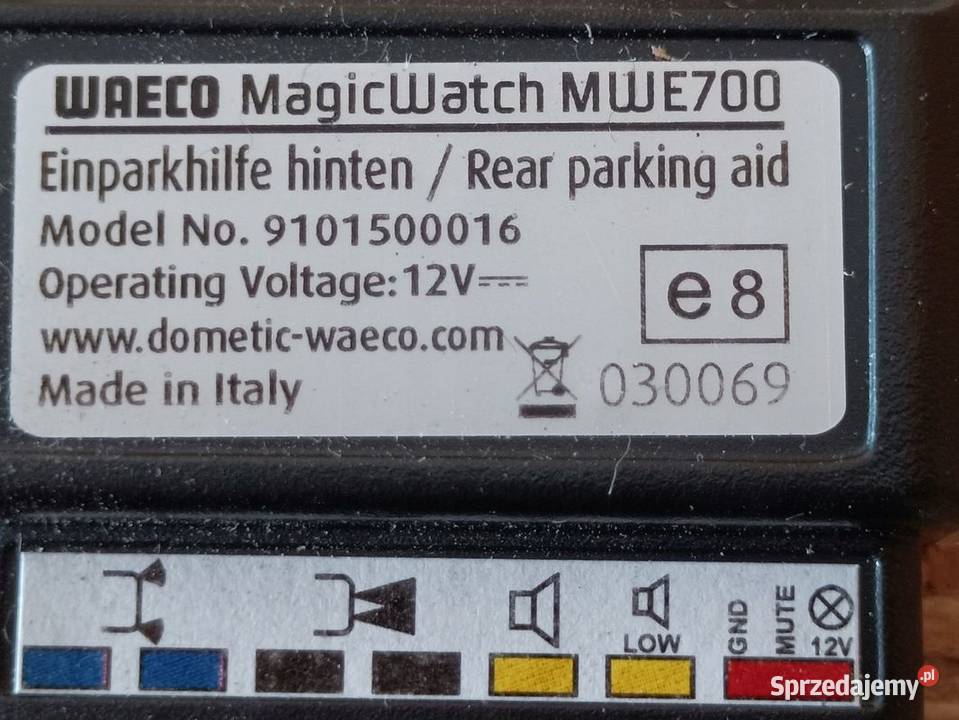 WAECO MagicWatch MWE700
Einparkhilfe hinten / Rear parking aid
Model No. 9101500016
Operating Voltage: 12V
e8
www.dometic-waeco.com
Made in Italy
030069
LOW
GND
MUTE
12V
Sprzedajemy.pl